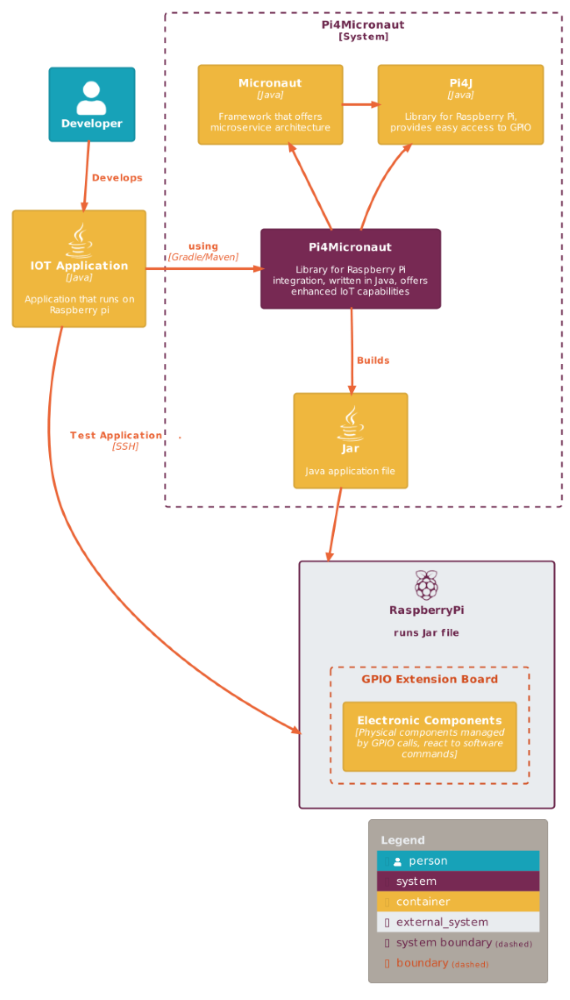 Pi4Micronaut
[System]
Developer
Micronaut
[Java]
Framework that offers
microservice architecture
Pi4J
[Java]
Library for Raspberry Pi,
provides easy access to GPIO
Develops
IOT Application
[Java]
Application that runs on
Raspberry pi
using
[Gradle/Maven]
Pi4Micronaut
Library for Raspberry Pi
integration, written in Java, offers
enhanced IoT capabilities
Builds
Jar
Java application file
Test Application .
[SSH]
RaspberryPi
runs Jar file
GPIO Extension Board
Electronic Components
[Physical components managed
by GPIO calls, react to software
commands]
Legend
person
system
container
external_system
system boundary (dashed)
boundary (dashed)